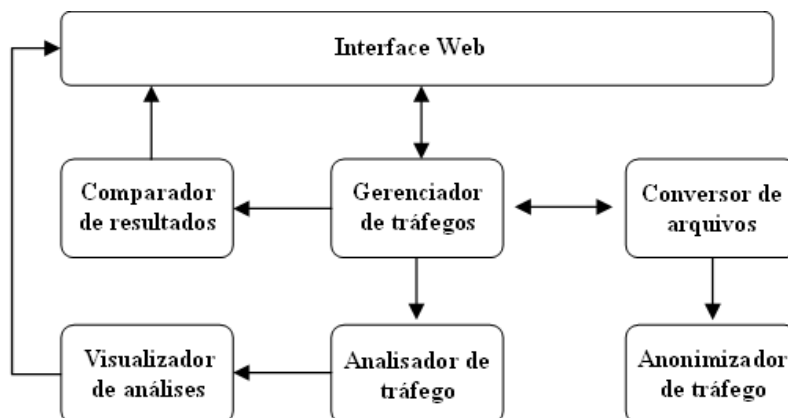 Interface Web
Comparador
de resultados
Gerenciador
de tráfegos
Conversor de
arquivos
Visualizador
de análises
Analisador de
tráfego
Anonimizador
de tráfego